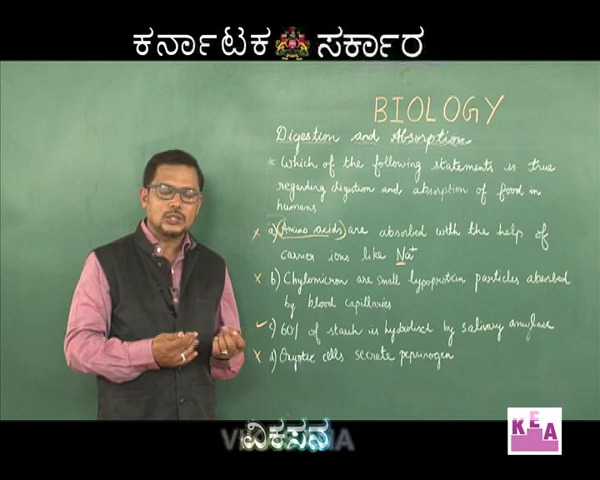 ಕರ್ನಾಟಕ ಸರ್ಕಾರ
BIOLOGY
Digestion and Absorption
* Which of the following statements is true
regarding digestion and absorption of food in
humans
x a) (Amino acids) are absorbed with the help of
carrier ions like Na+
x b) Chylomicron are small lypoprotein particles absorbed
by blood capillaries
✓ c) 60% of starch is hydrolised by salivary amylase
x d) Oxyntic cells secrete pepsinogen
ವಿಕಸನ
KEA